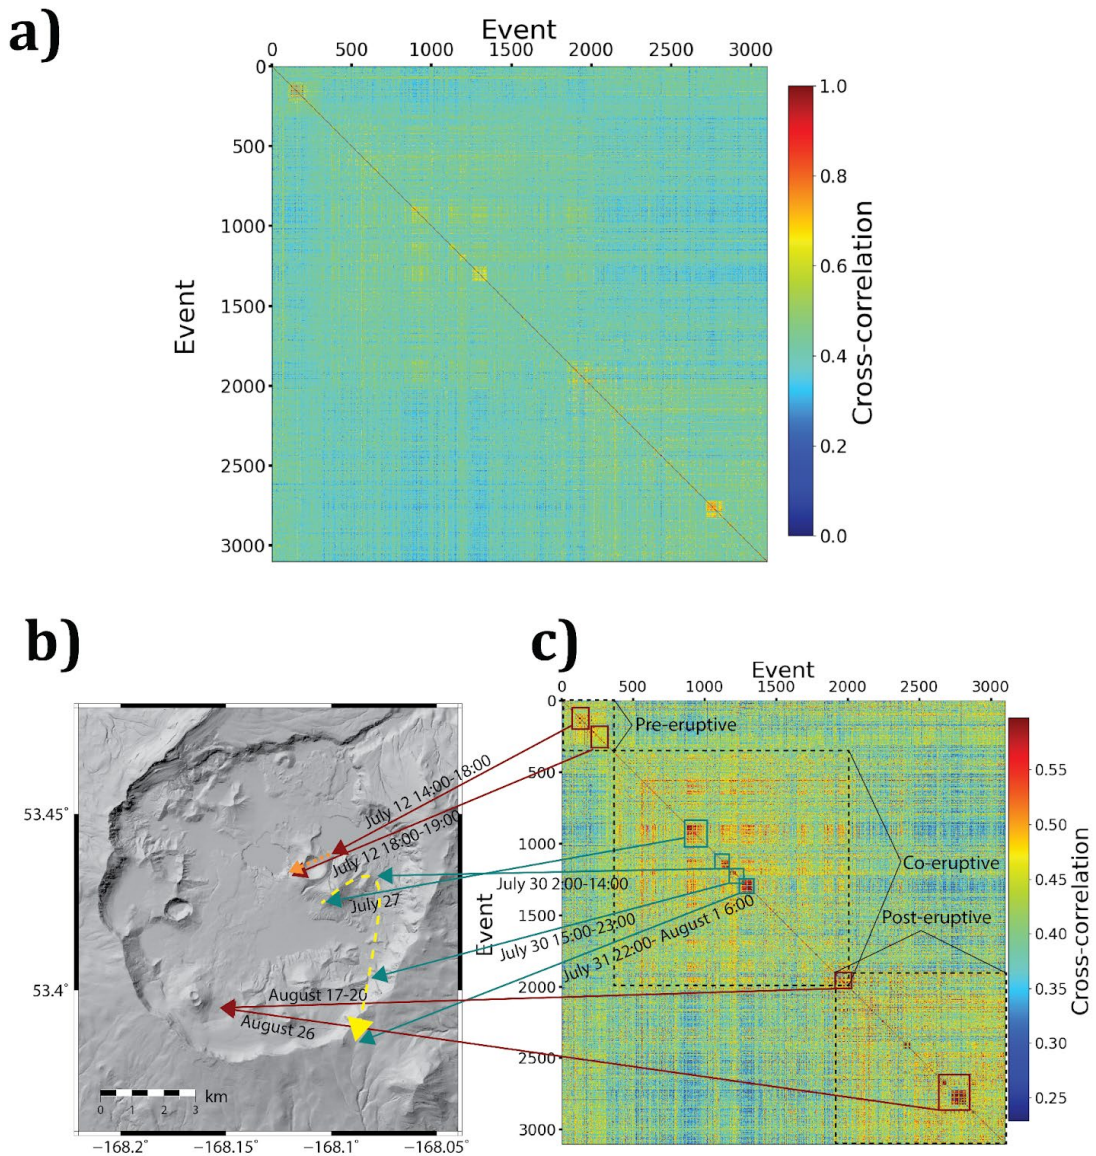 a)
Event
0 500 1000 1500 2000 2500 3000
0
500
1000
1500
2000
2500
3000
Event
1.0
0.8
0.6
0.4
0.2
0.0
Cross-correlation
b)
53.45°
53.4°
−168.2° −168.15° −168.1° −168.05°
km
0 1 2 3
July 12 14:00-18:00
July 12 18:00-19:00
July 27
July 30 2:00-14:00
July 30 15:00-23:00
July 31-22:00- August 1 6:00
August 17-20
August 26
c)
Event
0 500 1000 1500 2000 2500 3100
0
500
1000
1500
2000
2500
3100
Event
Pre-eruptive
Co-eruptive
Post-eruptive
0.55
0.50
0.45
0.40
0.35
0.30
0.25
Cross-correlation